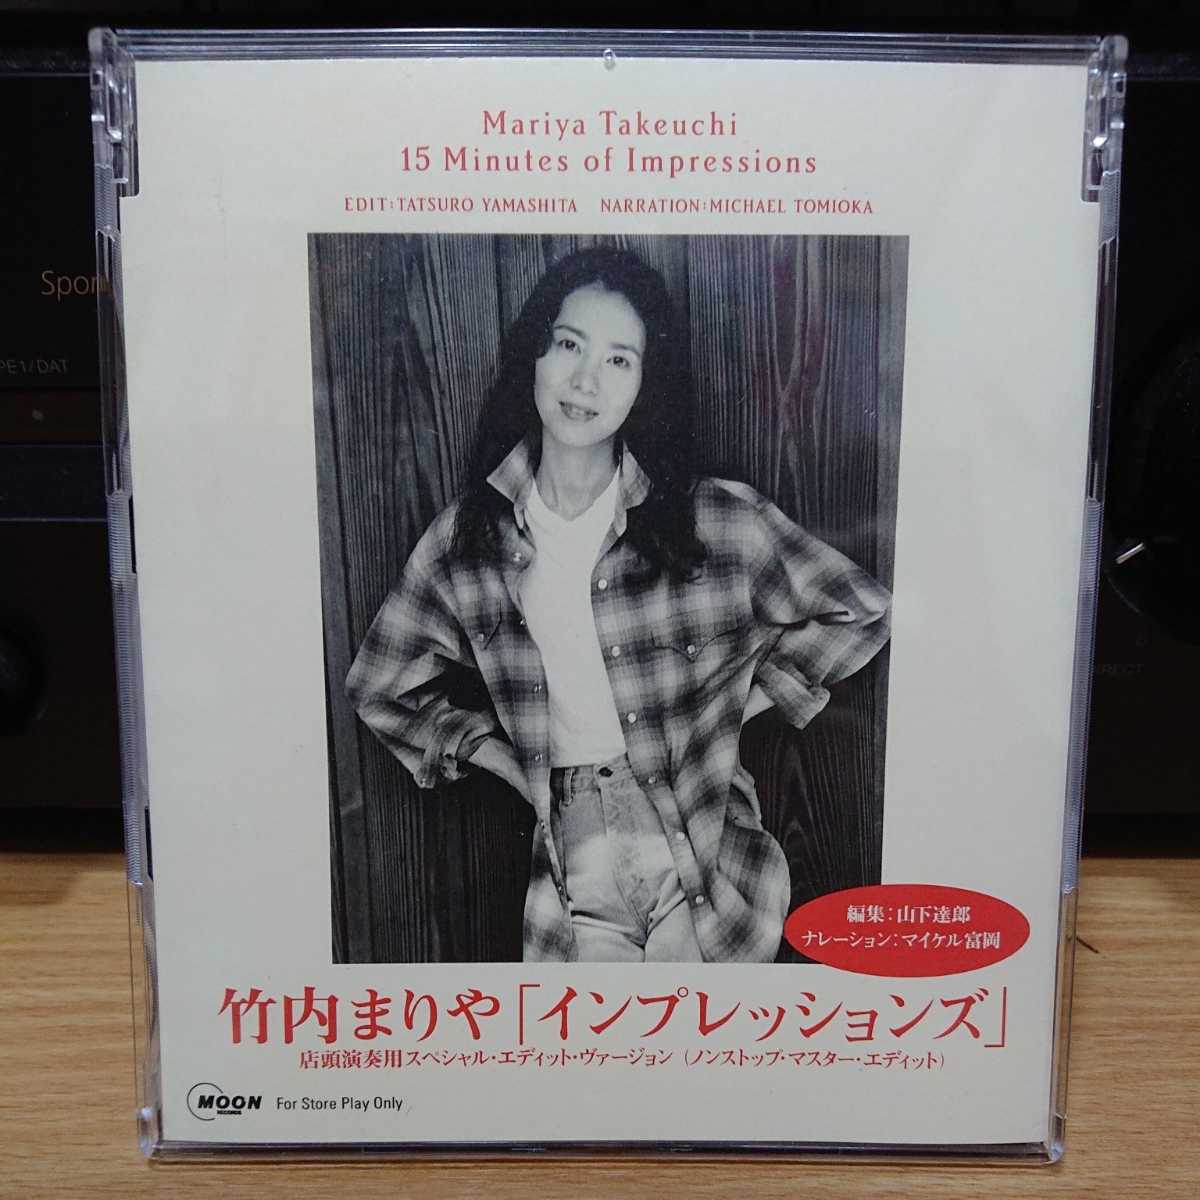 Mariya Takeuchi
15 Minutes of Impressions
EDIT:TATSURO YAMASHITA NARRATION:MICHAEL TOMIOKA
編集:山下達郎
ナレーション:マイケル富岡
竹内まりや「インプレッションズ」
店頭演奏用スペシャル・エディット・ヴァージョン (ノンストップ・マスター・エディット)
MOON
RECORDS
For Store Play Only